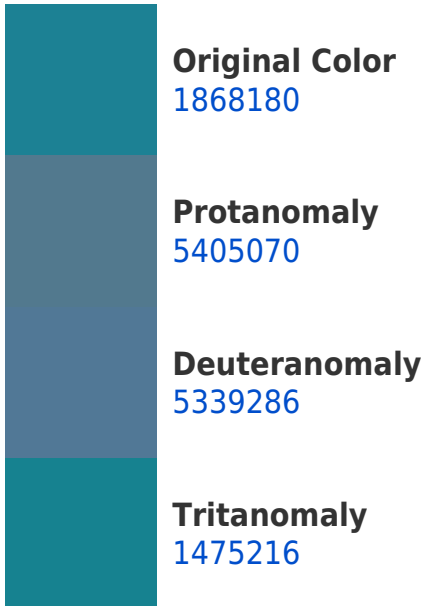 Original Color
1868180
Protanomaly
5405070
Deuteranomaly
5339286
Tritanomaly
1475216